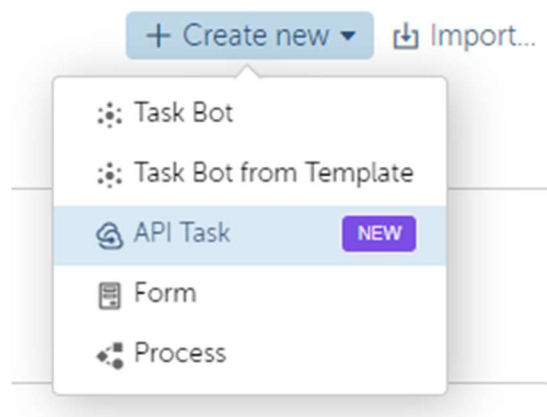 + Create new
Import...
Task Bot
Task Bot from Template
API Task
NEW
Form
Process